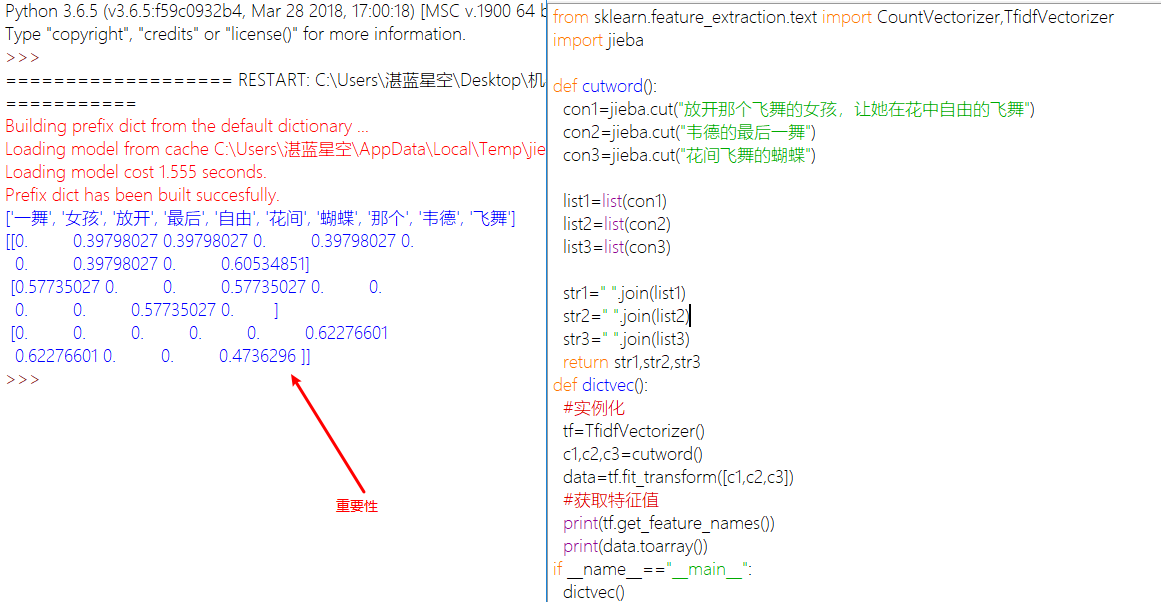 Python 3.6.5 (v3.6.5:f59c0932b4, Mar 28 2018, 17:00:18) [MSC v.1900 64 b
Type "copyright", "credits" or "license()" for more information.
>>>
=================== RESTART: C:\Users\湛蓝星空\Desktop\机
===========
Building prefix dict from the default dictionary ...
Loading model from cache C:\Users\湛蓝星空\AppData\Local\Temp\jie
Loading model cost 1.555 seconds.
Prefix dict has been built succesfully.
['一舞', '女孩', '放开', '最后', '自由', '花间', '蝴蝶', '那个', '韦德', '飞舞']
[[0. 0.39798027 0.39798027 0. 0.39798027 0.
0. 0.39798027 0. 0.60534851]
[0.57735027 0. 0. 0.57735027 0. 0.
0. 0. 0.57735027 0. ]
[0. 0. 0. 0. 0. 0.62276601
0.62276601 0. 0. 0.4736296 ]]
>>>
重要性
from sklearn.feature_extraction.text import CountVectorizer,TfidfVectorizer
import jieba
def cutword():
con1=jieba.cut("放开那个飞舞的女孩，让她在花中自由的飞舞")
con2=jieba.cut("韦德的最后一舞")
con3=jieba.cut("花间飞舞的蝴蝶")
list1=list(con1)
list2=list(con2)
list3=list(con3)
str1=" ".join(list1)
str2=" ".join(list2)
str3=" ".join(list3)
return str1,str2,str3
def dictvec():
#实例化
tf=TfidfVectorizer()
c1,c2,c3=cutword()
data=tf.fit_transform([c1,c2,c3])
#获取特征值
print(tf.get_feature_names())
print(data.toarray())
if __name__=="__main__":
dictvec()